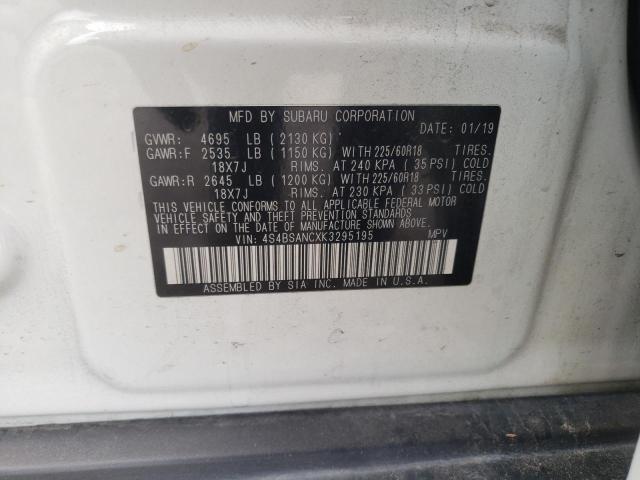 MFD BY SUBARU CORPORATION
DATE: 01/19
GVWR: 4695 LB (2130 KG)
GAWR:F 2535 LB (1150 KG) WITH 225/60R18 TIRES.
18X7J RIMS. AT 240 KPA (35 PSI) COLD
GAWR:R 2645 LB (1200 KG) WITH 225/60R18 TIRES.
18X7J RIMS. AT 230 KPA (33 PSI) COLD
THIS VEHICLE CONFORMS TO ALL APPLICABLE FEDERAL MOTOR
VEHICLE SAFETY AND THEFT PREVENTION STANDARDS
IN EFFECT ON THE DATE OF MANUFACTURE SHOWN ABOVE.
VIN: 4S4BSANCXK3295195 MPV
ASSEMBLED BY SIA INC. MADE IN U.S.A.